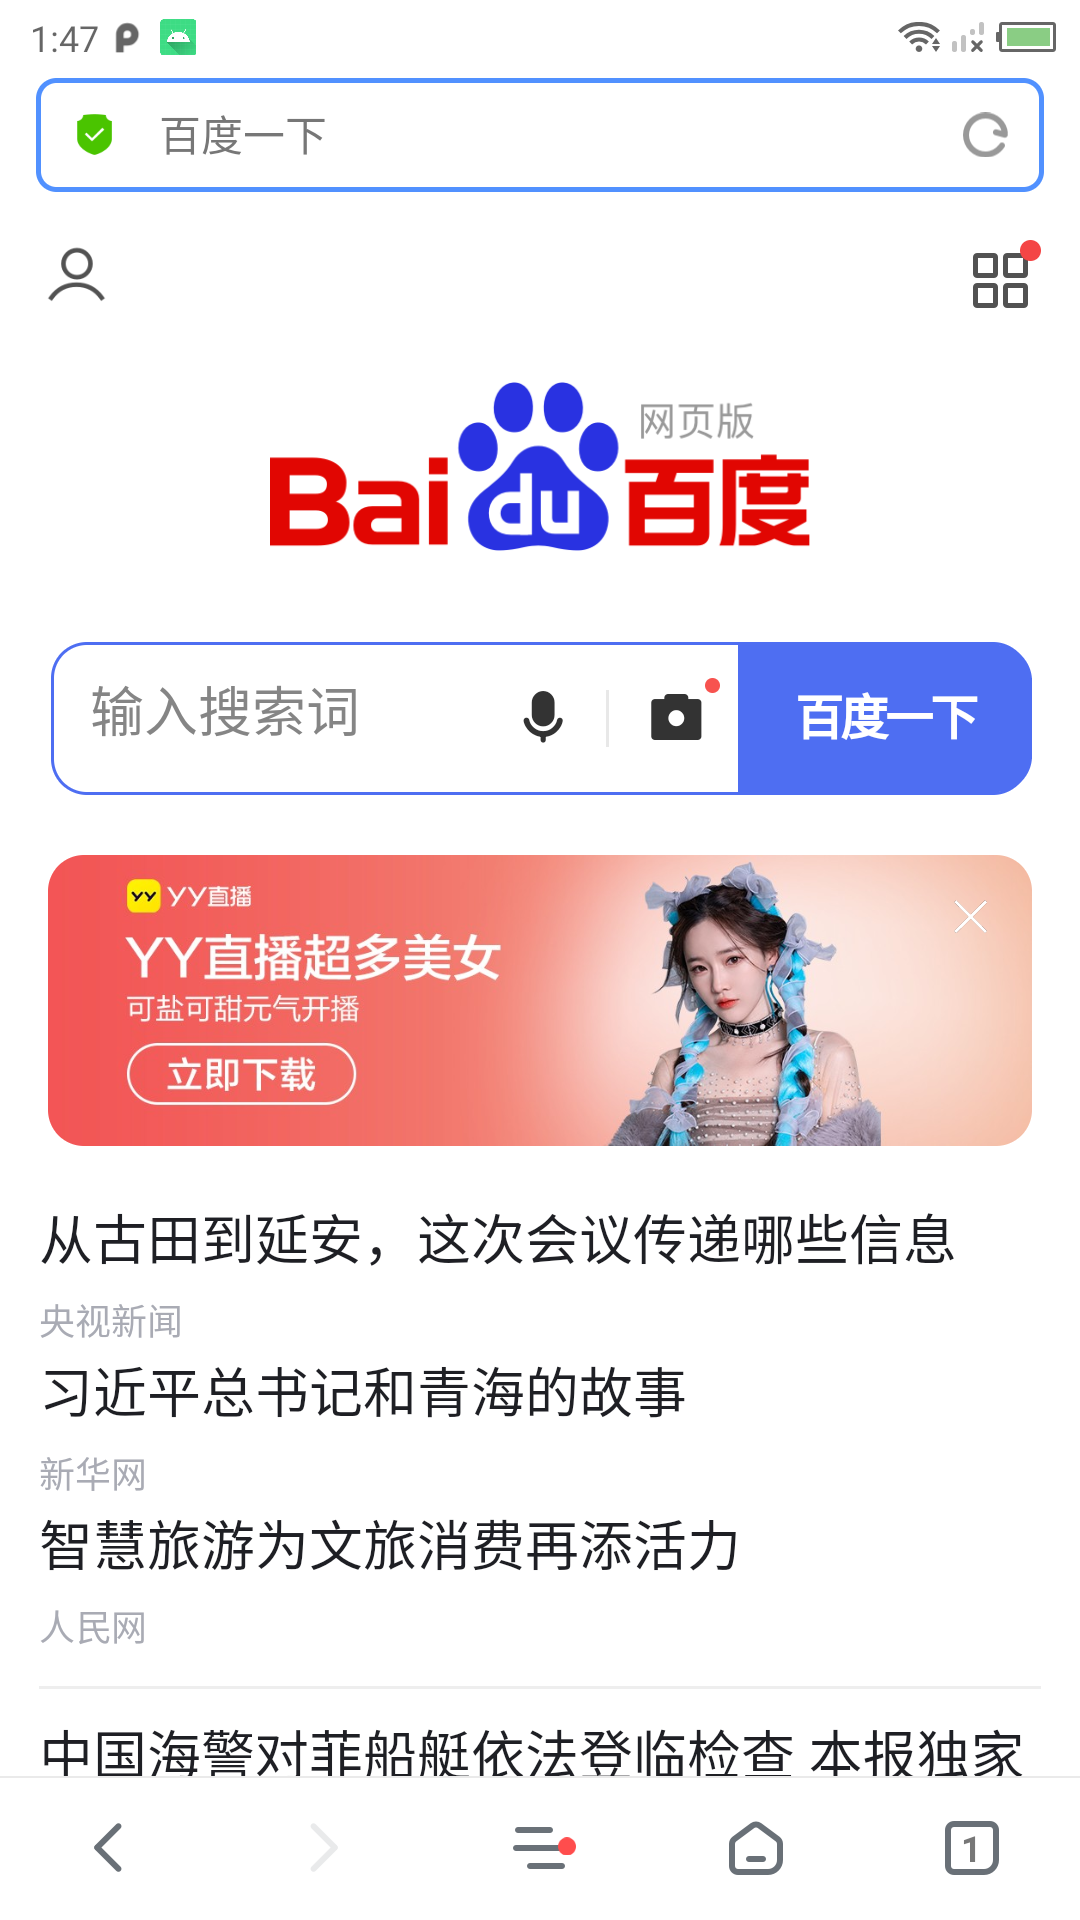 1:47
百度一下
网页版
Bai du 百度
输入搜索词
百度一下
YY YY直播
YY直播超多美女
可盐可甜元气开播
立即下载
从古田到延安，这次会议传递哪些信息
央视新闻
习近平总书记和青海的故事
新华网
智慧旅游为文旅消费再添活力
人民网
中国海警对菲船艇依法登临检查 本报独家
1